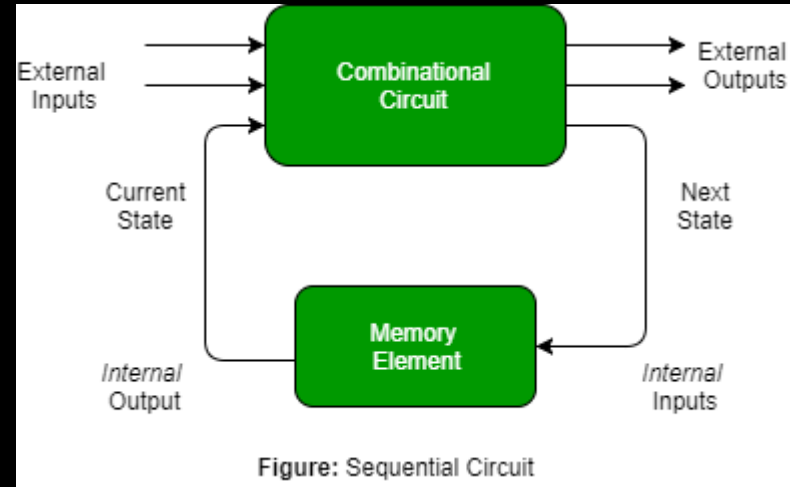 External
Inputs
Combinational
Circuit
External
Outputs
Current
State
Next
State
Memory
Element
Internal
Output
Internal
Inputs
Figure: Sequential Circuit